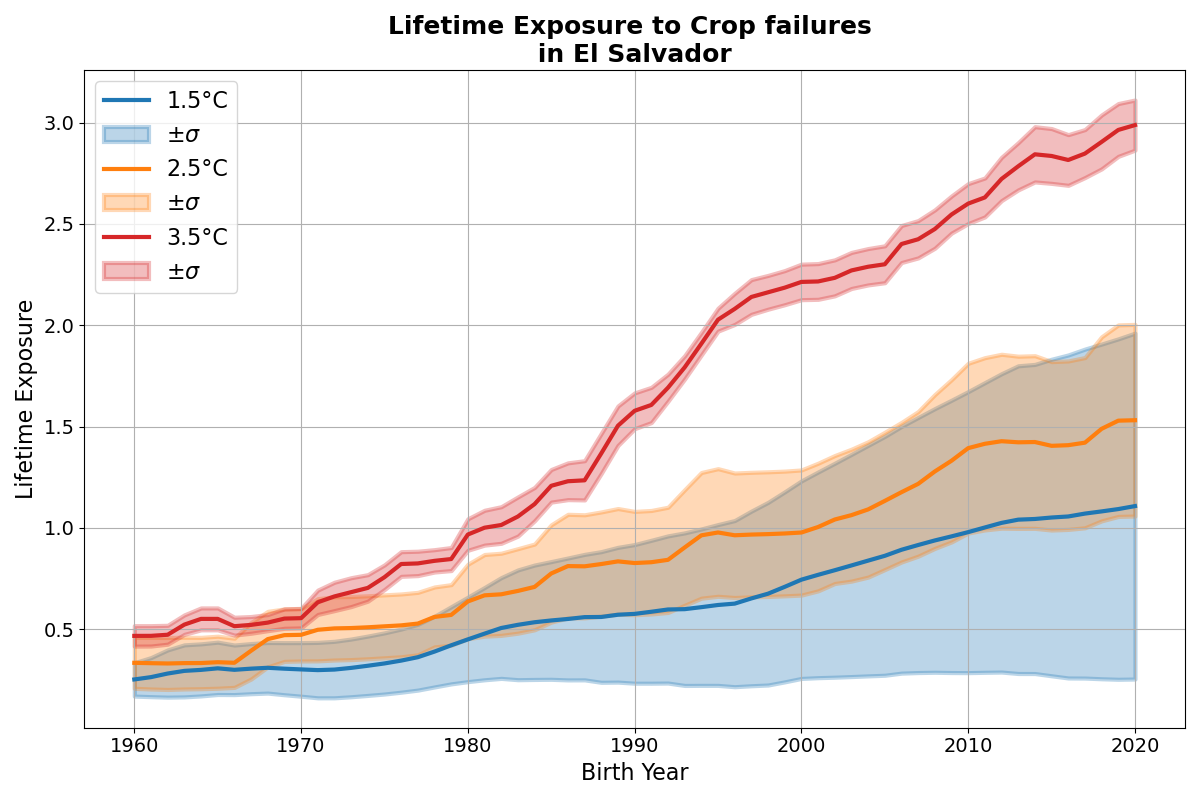 Lifetime Exposure to Crop failures
in El Salvador
1.5°C
±σ
2.5°C
±σ
3.5°C
±σ
Lifetime Exposure
3.0
2.5
2.0
1.5
1.0
0.5
1960 1970 1980 1990 2000 2010 2020
Birth Year